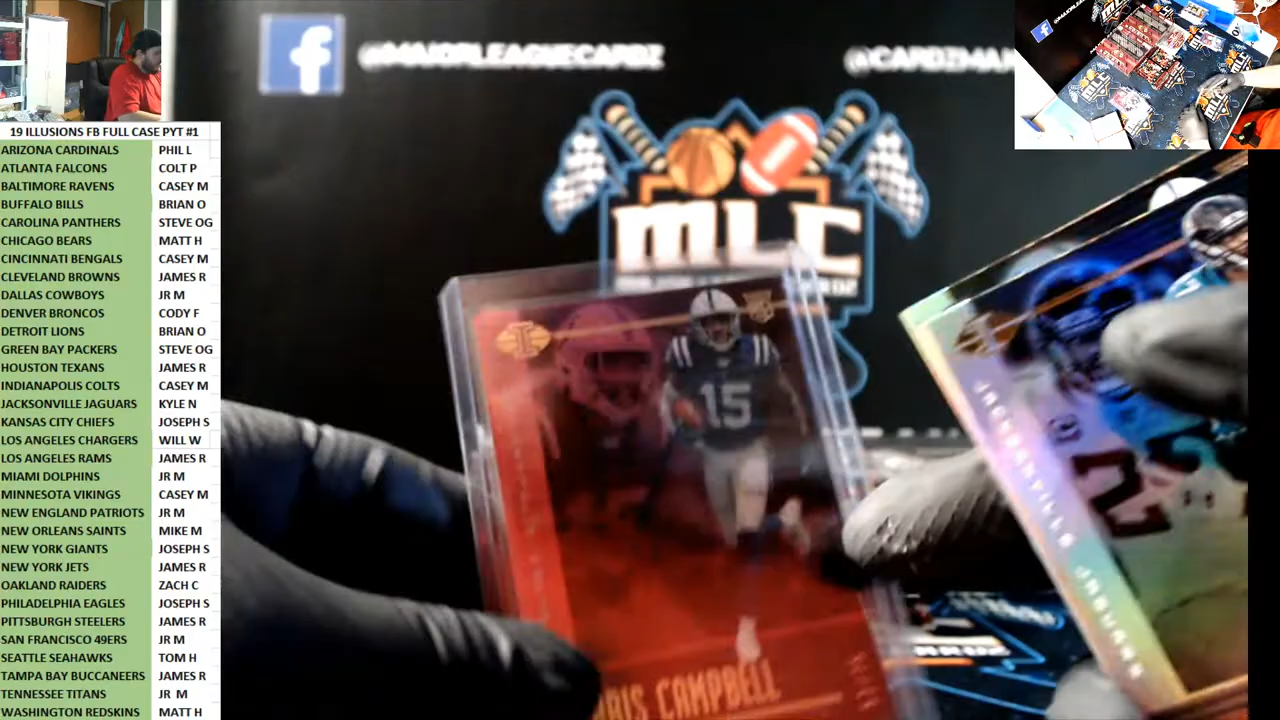 @MAJORLEAGUECARDZ
@CARDZMAN
19 ILLUSIONS FB FULL CASE PYT #1
ARIZONA CARDINALS PHIL L
ATLANTA FALCONS COLT P
BALTIMORE RAVENS CASEY M
BUFFALO BILLS BRIAN O
CAROLINA PANTHERS STEVE OG
CHICAGO BEARS MATT H
CINCINNATI BENGALS CASEY M
CLEVELAND BROWNS JAMES R
DALLAS COWBOYS JR M
DENVER BRONCOS CODY F
DETROIT LIONS BRIAN O
GREEN BAY PACKERS STEVE OG
HOUSTON TEXANS JAMES R
INDIANAPOLIS COLTS CASEY M
JACKSONVILLE JAGUARS KYLE N
KANSAS CITY CHIEFS JOSEPH S
LOS ANGELES CHARGERS WILL W
LOS ANGELES RAMS JAMES R
MIAMI DOLPHINS JR M
MINNESOTA VIKINGS CASEY M
NEW ENGLAND PATRIOTS JR M
NEW ORLEANS SAINTS MIKE M
NEW YORK GIANTS JOSEPH S
NEW YORK JETS JAMES R
OAKLAND RAIDERS ZACH C
PHILADELPHIA EAGLES JOSEPH S
PITTSBURGH STEELERS JAMES R
SAN FRANCISCO 49ERS JR M
SEATTLE SEAHAWKS TOM H
TAMPA BAY BUCCANEERS JAMES R
TENNESSEE TITANS JR M
WASHINGTON REDSKINS MATT H
MLC
15
CAMPBELL
JACKSONVILLE JAGUARS
MLC